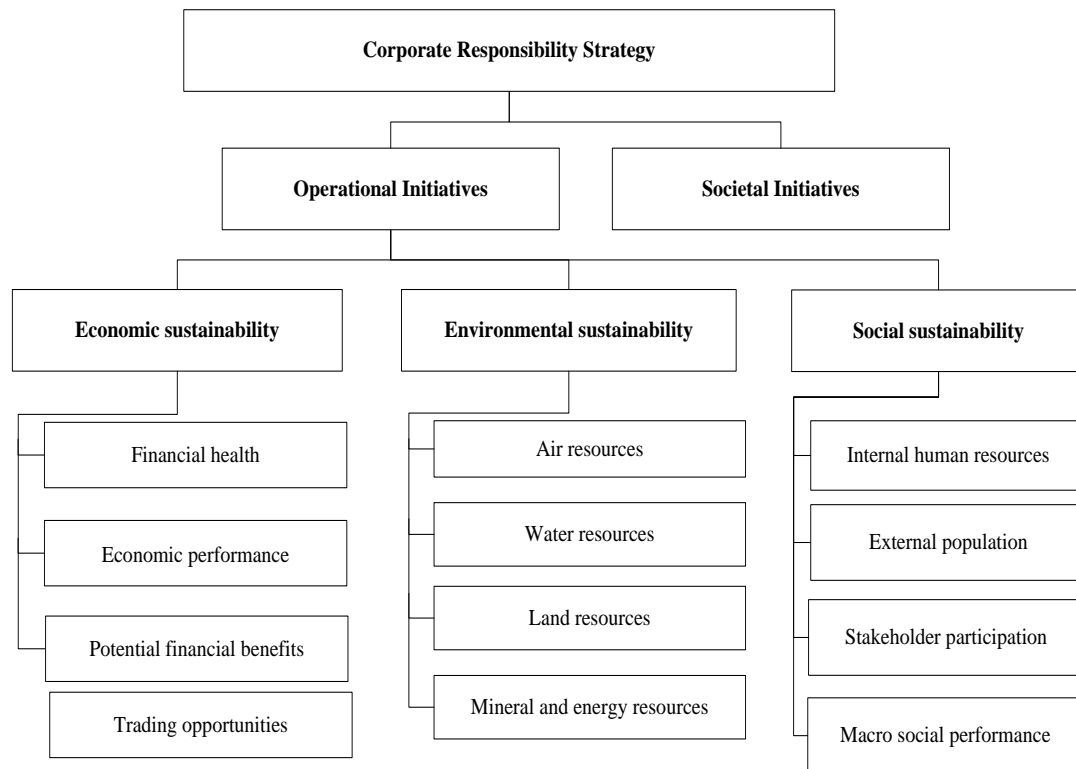 Corporate Responsibility Strategy
Operational Initiatives
Societal Initiatives
Economic sustainability
Environmental sustainability
Social sustainability
Financial health
Economic performance
Potential financial benefits
Trading opportunities
Air resources
Water resources
Land resources
Mineral and energy resources
Internal human resources
External population
Stakeholder participation
Macro social performance